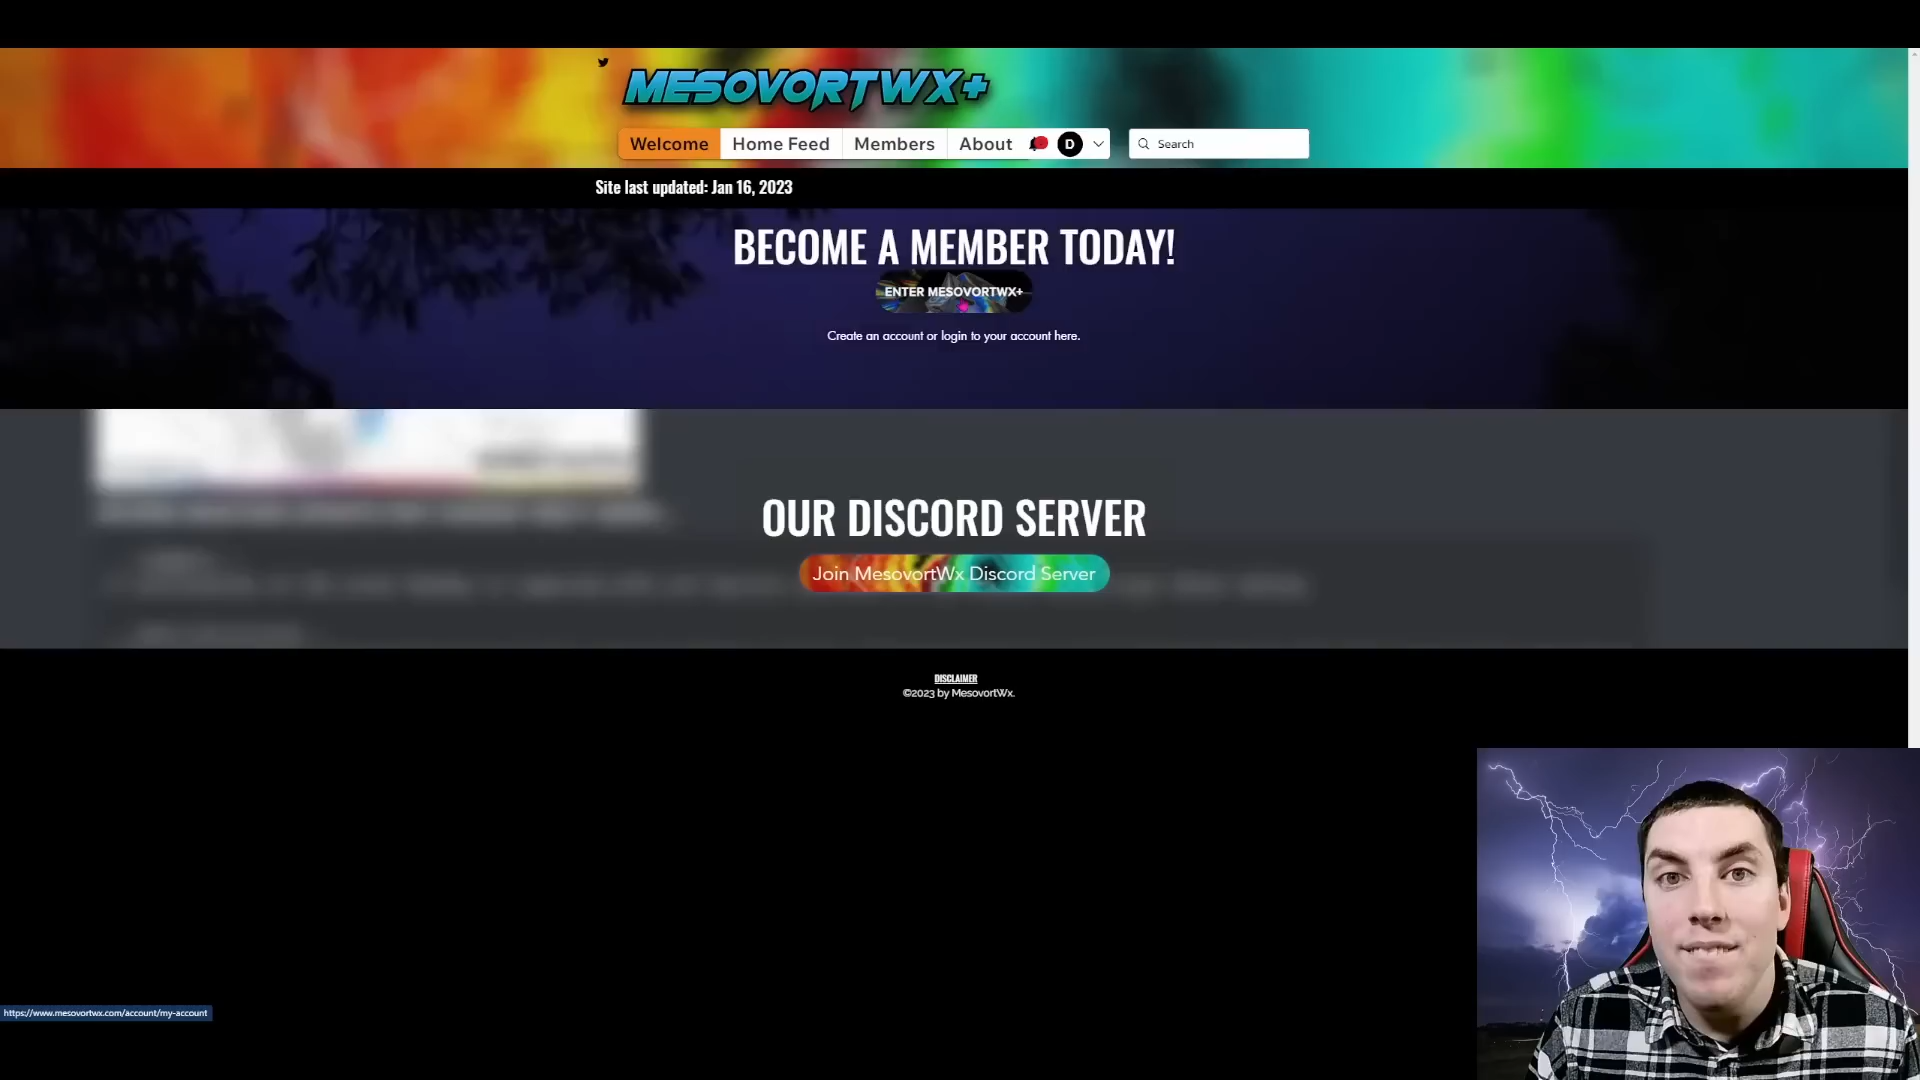 MESOVORTWX+
Welcome Home Feed Members About D Search
Site last updated: Jan 16, 2023
BECOME A MEMBER TODAY!
ENTER MESOVORTWX+
Create an account or login to your account here.
OUR DISCORD SERVER
Join MesovortWx Discord Server
DISCLAIMER
©2023 by MesovortWx.
https://www.mesovortwx.com/account/my-account